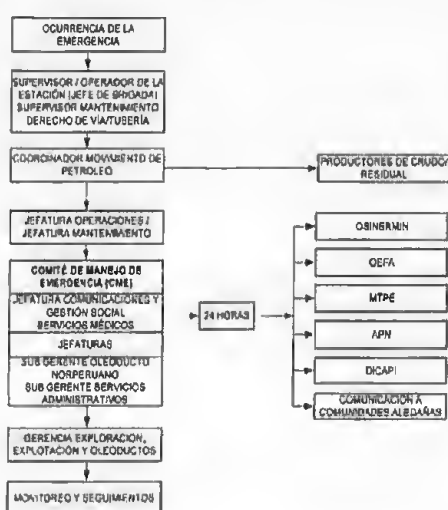 OCURRENCIA DE LA
EMERGENCIA
SUPERVISOR / OPERADOR DE LA
ESTACIÓN (JEFE DE BRIGADA)
SUPERVISOR MANTENIMIENTO
DERECHO DE VÍA/TUBERÍA
COORDINADOR MOVIMIENTO DE
PETROLEO
PRODUCTORES DE CRUDO/
RESIDUAL
JEFATURA OPERACIONES /
JEFATURA MANTENIMIENTO
COMITÉ DE MANEJO DE
EMERGENCIA (CME)
JEFATURA COMUNICACIONES Y
GESTIÓN SOCIAL
SERVICIOS MÉDICOS
JEFATURAS
SUB GERENTE OLEODUCTO
NORPERUANO
SUB GERENTE SERVICIOS
ADMINISTRATIVOS
24 HORAS
OSINERMIN
OEFA
MTPE
APN
DICAPI
COMUNICACIÓN A
COMUNIDADES ALEDAÑAS
GERENCIA EXPLORACION,
EXPLOTACIÓN Y OLEODUCTOS
MONITOREO Y SEGUIMIENTOS